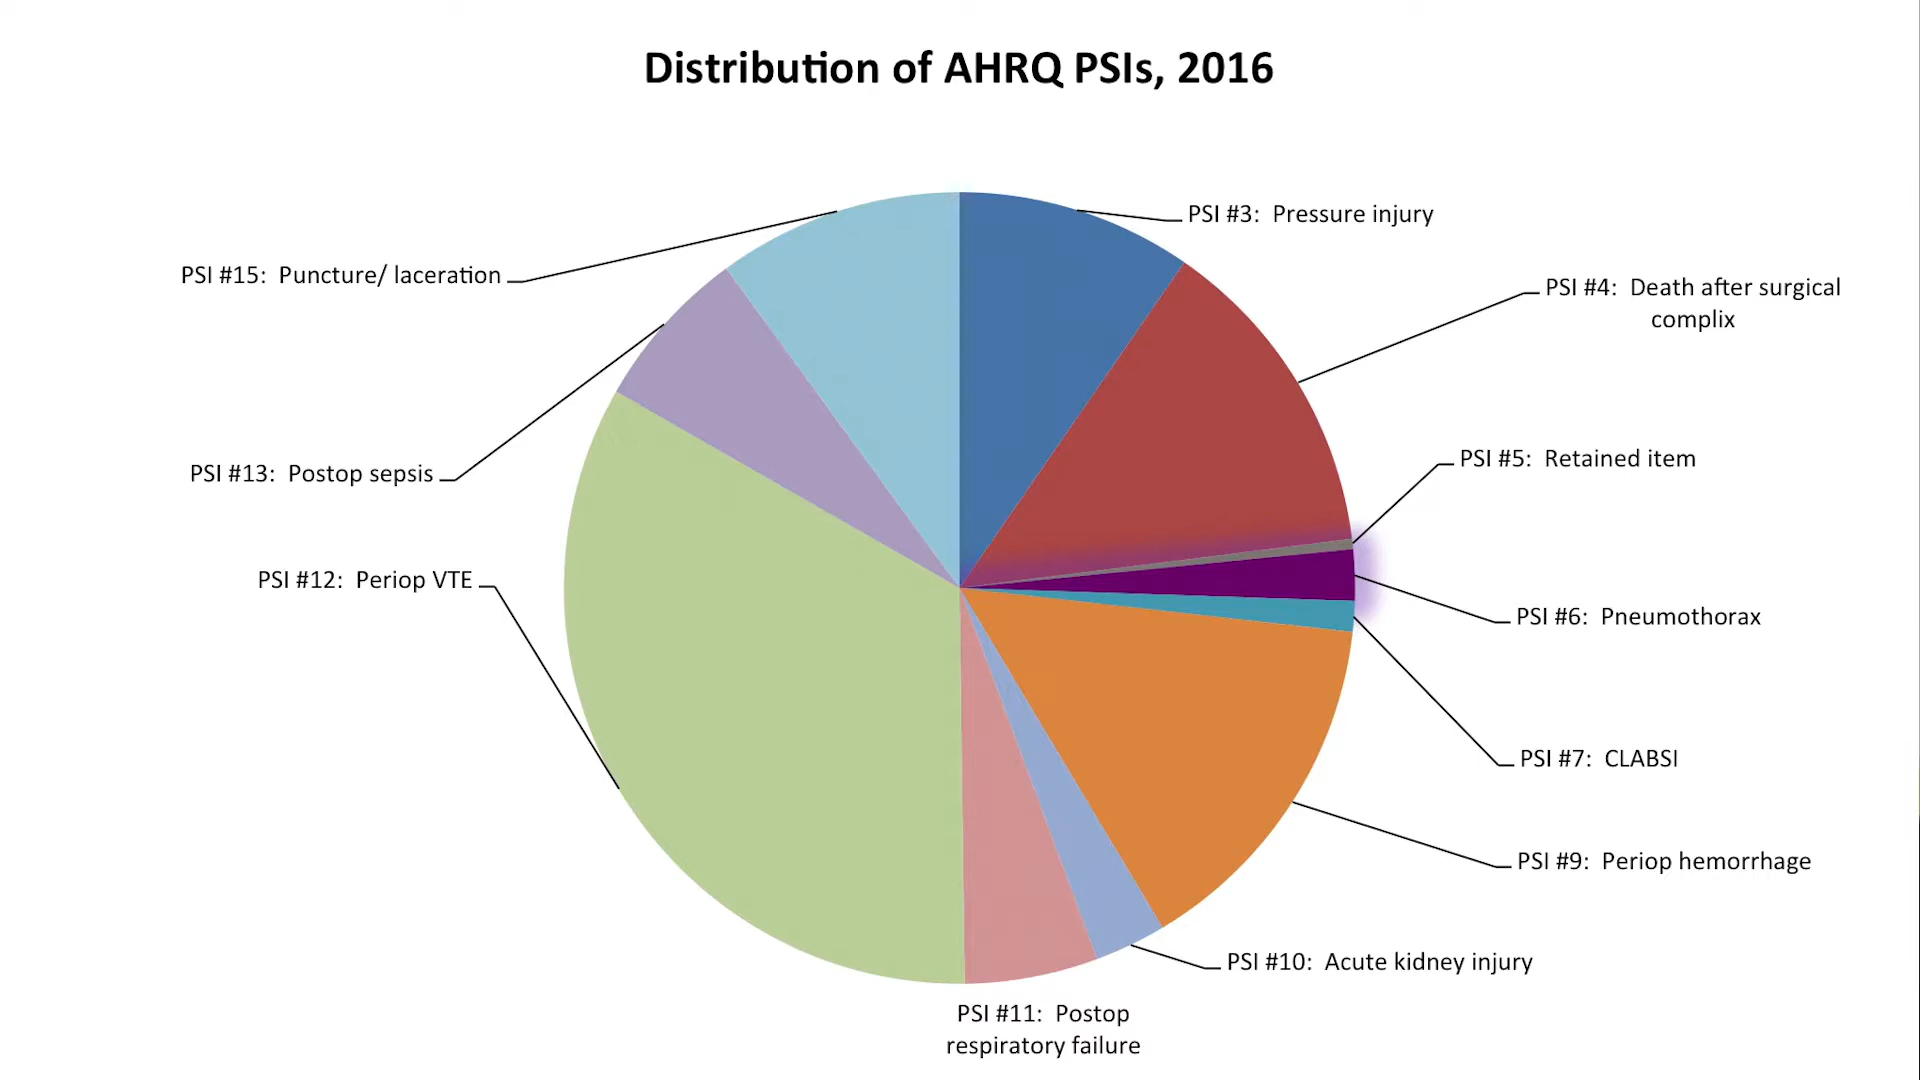 Distribution of AHRQ PSIs, 2016
PSI #3:  Pressure injury
PSI #15:  Puncture/ laceration
PSI #4:  Death after surgical
complix
PSI #5:  Retained item
PSI #13:  Postop sepsis
PSI #12:  Periop VTE
PSI #6:  Pneumothorax
PSI #7:  CLABSI
PSI #9:  Periop hemorrhage
PSI #10:  Acute kidney injury
PSI #11:  Postop
respiratory failure